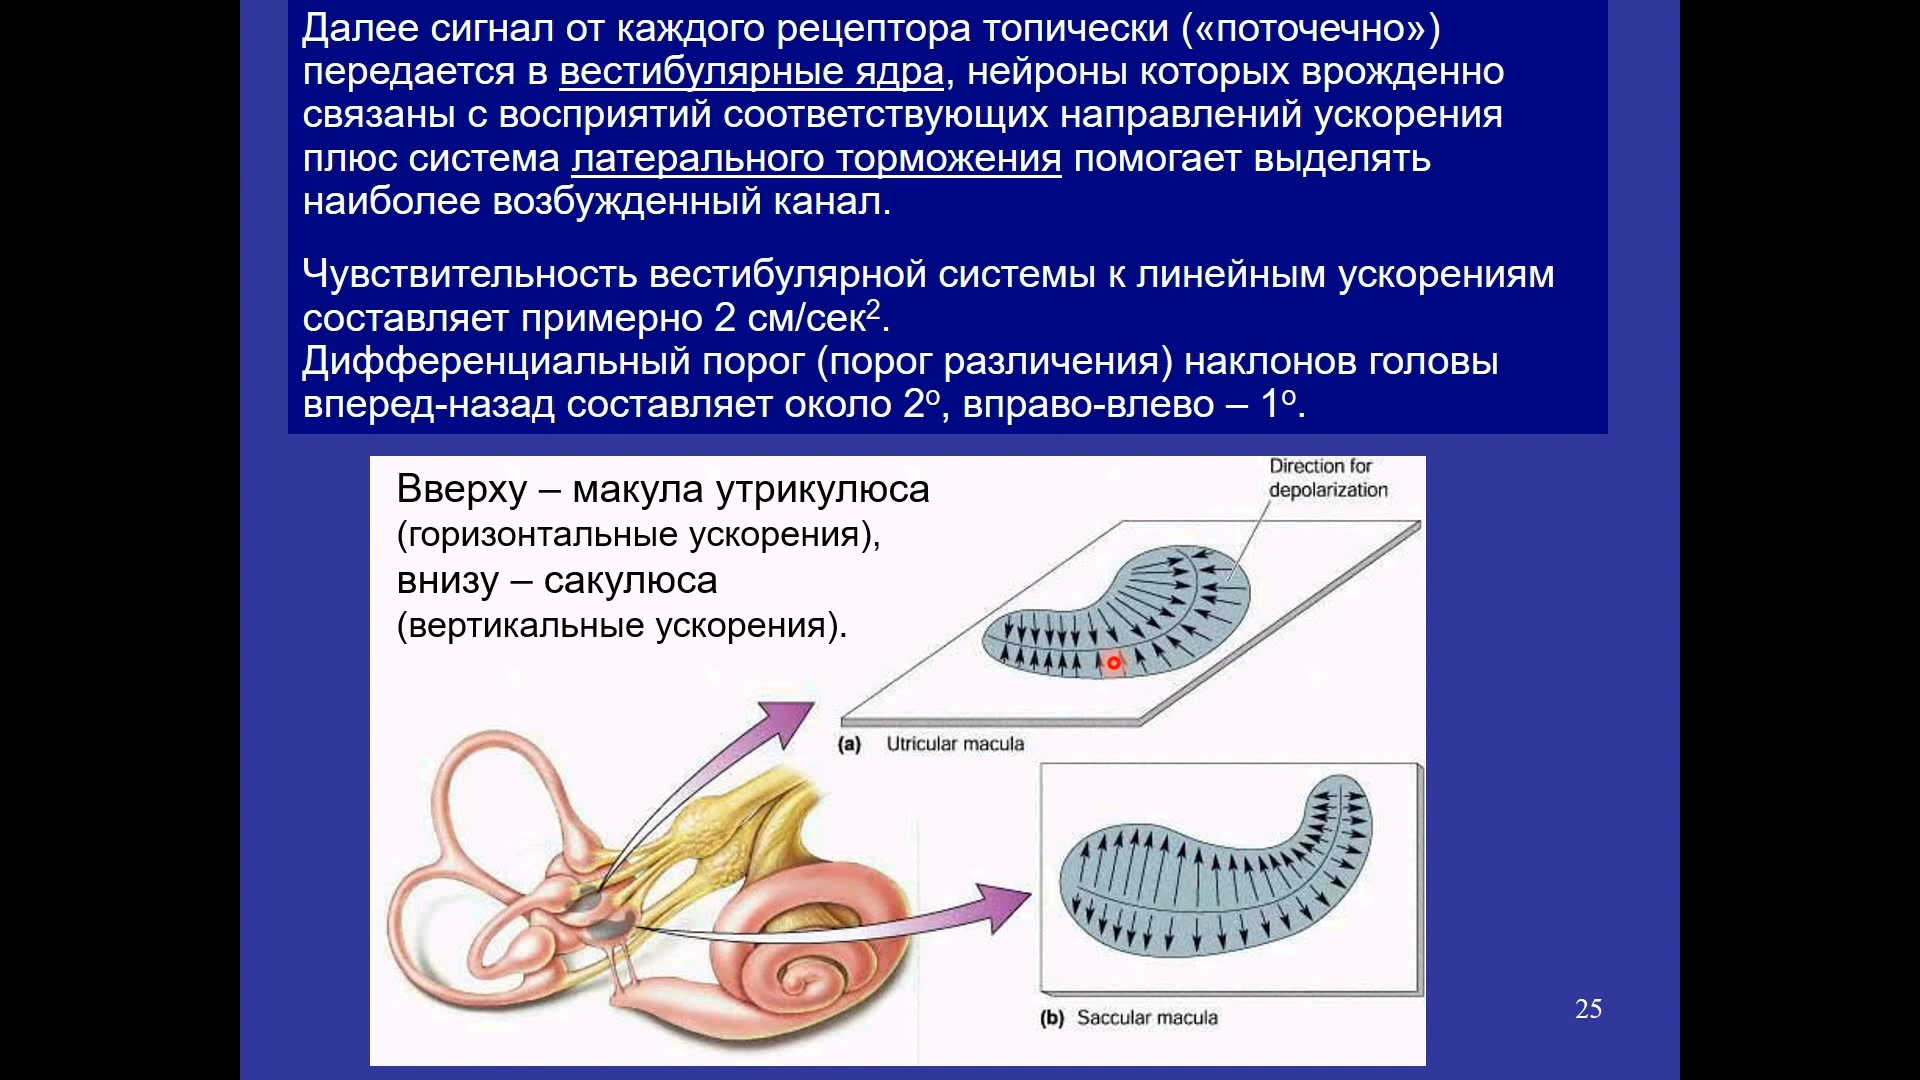 Далее сигнал от каждого рецептора топически («поточечно»)
передается в вестибулярные ядра, нейроны которых врожденно
связаны с восприятий соответствующих направлений ускорения
плюс система латерального торможения помогает выделять
наиболее возбужденный канал.
Чувствительность вестибулярной системы к линейным ускорениям
составляет примерно 2 см/сек².
Дифференциальный порог (порог различения) наклонов головы
вперед-назад составляет около 2º, вправо-влево – 1º.
Вверху – макула утрикулюса
(горизонтальные ускорения),
внизу – сакулюса
(вертикальные ускорения).
Direction for
depolarization
(a) Utricular macula
(b) Saccular macula
25